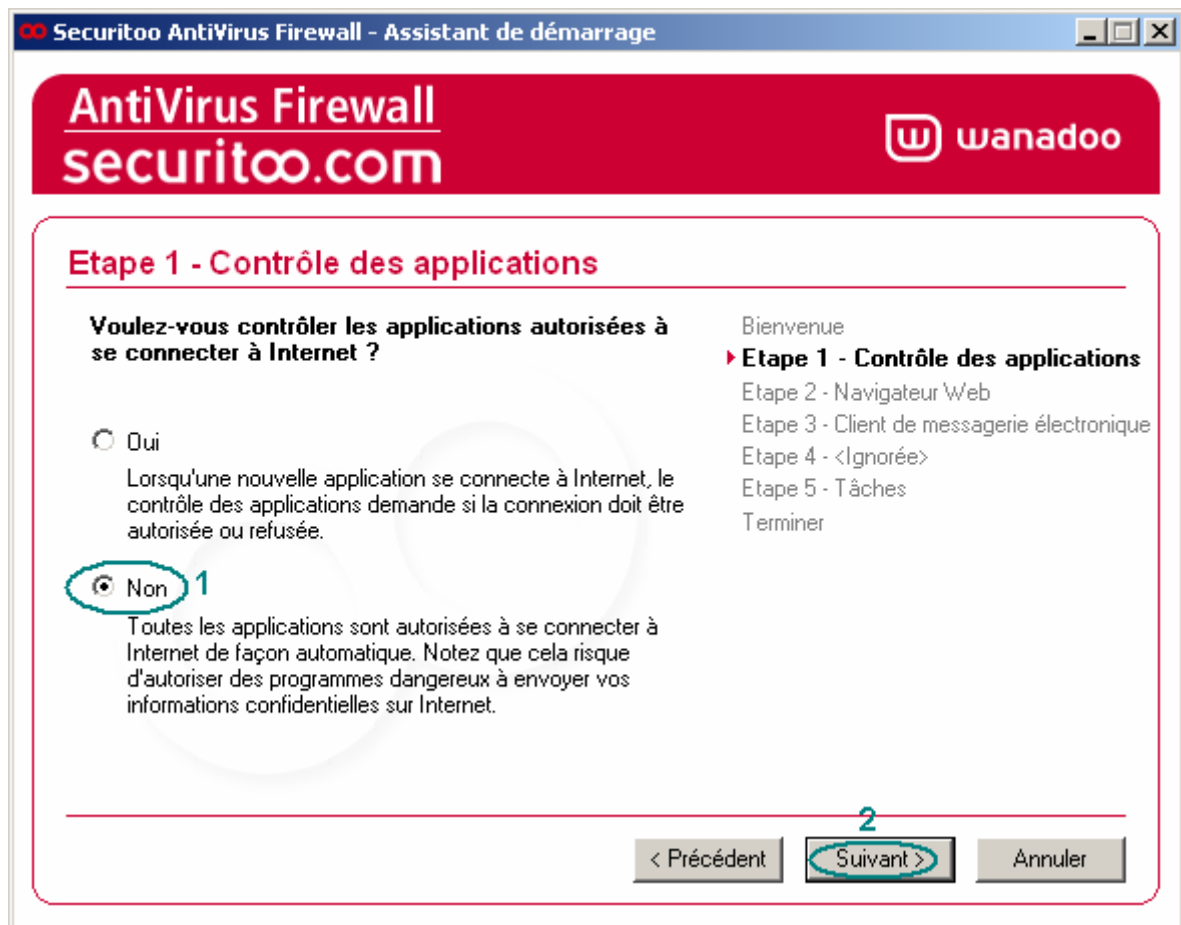 Securitoo AntiVirus Firewall - Assistant de démarrage
AntiVirus Firewall
securitoo.com
wanadoo
Etape 1 - Contrôle des applications
Voulez-vous contrôler les applications autorisées à
se connecter à Internet ?
Oui
Lorsqu'une nouvelle application se connecte à Internet, le
contrôle des applications demande si la connexion doit être
autorisée ou refusée.
Non 1
Toutes les applications sont autorisées à se connecter à
Internet de façon automatique. Notez que cela risque
d'autoriser des programmes dangereux à envoyer vos
informations confidentielles sur Internet.
Bienvenue
Etape 1 - Contrôle des applications
Etape 2 - Navigateur Web
Etape 3 - Client de messagerie électronique
Etape 4 - <Ignorée>
Etape 5 - Tâches
Terminer
2
< Précédent
Suivant >
Annuler